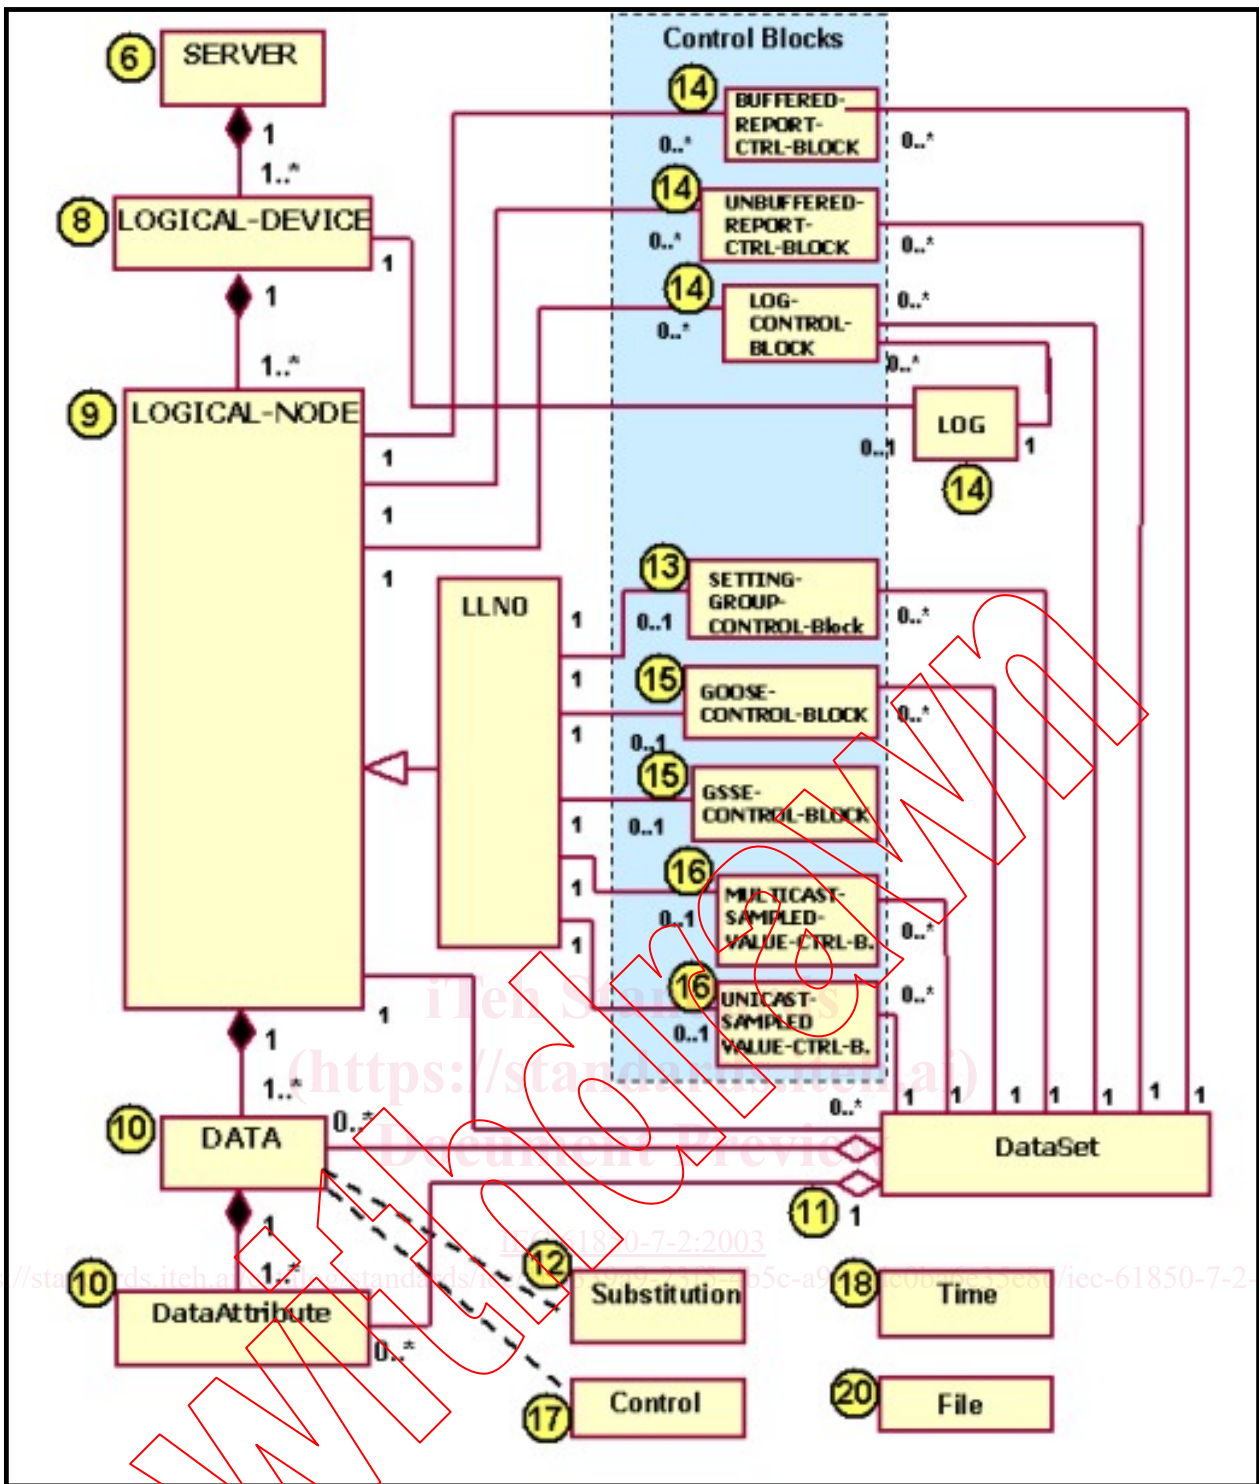 Control Blocks
6
SERVER
1
1..*
8
LOGICAL-DEVICE
1
1
1..*
9
LOGICAL-NODE
1
1
1
14
BUFFERED-
REPORT-
CTRL-BLOCK
0..*
0..*
14
UNBUFFERED-
REPORT-
CTRL-BLOCK
0..*
0..*
14
LOG-
CONTROL-
BLOCK
0..*
0..*
0..*
LOG
0..1
1
14
LLN0
1
1
1
1
1
1
13
SETTING-
GROUP-
CONTROL-Block
0..1
0..*
15
GOOSE-
CONTROL-BLOCK
0..1
0..*
15
GSSE-
CONTROL-BLOCK
0..1
16
MULTICAST-
SAMPLED-
VALUE-CTRL-B.
0..1
0..*
16
UNICAST-
SAMPLED
VALUE-CTRL-B.
0..1
0..*
1
1
1..*
0..*
0..*
1
1
1
1
1
1
1
10
DATA
DataSet
11
1
1
1..*
10
DataAttribute
0..*
12
Substitution
18
Time
17
Control
20
File
iTeh Standards
(https://standards.iteh.ai)
Document Preview
IEC 61850-7-2:2003
Withdrawn